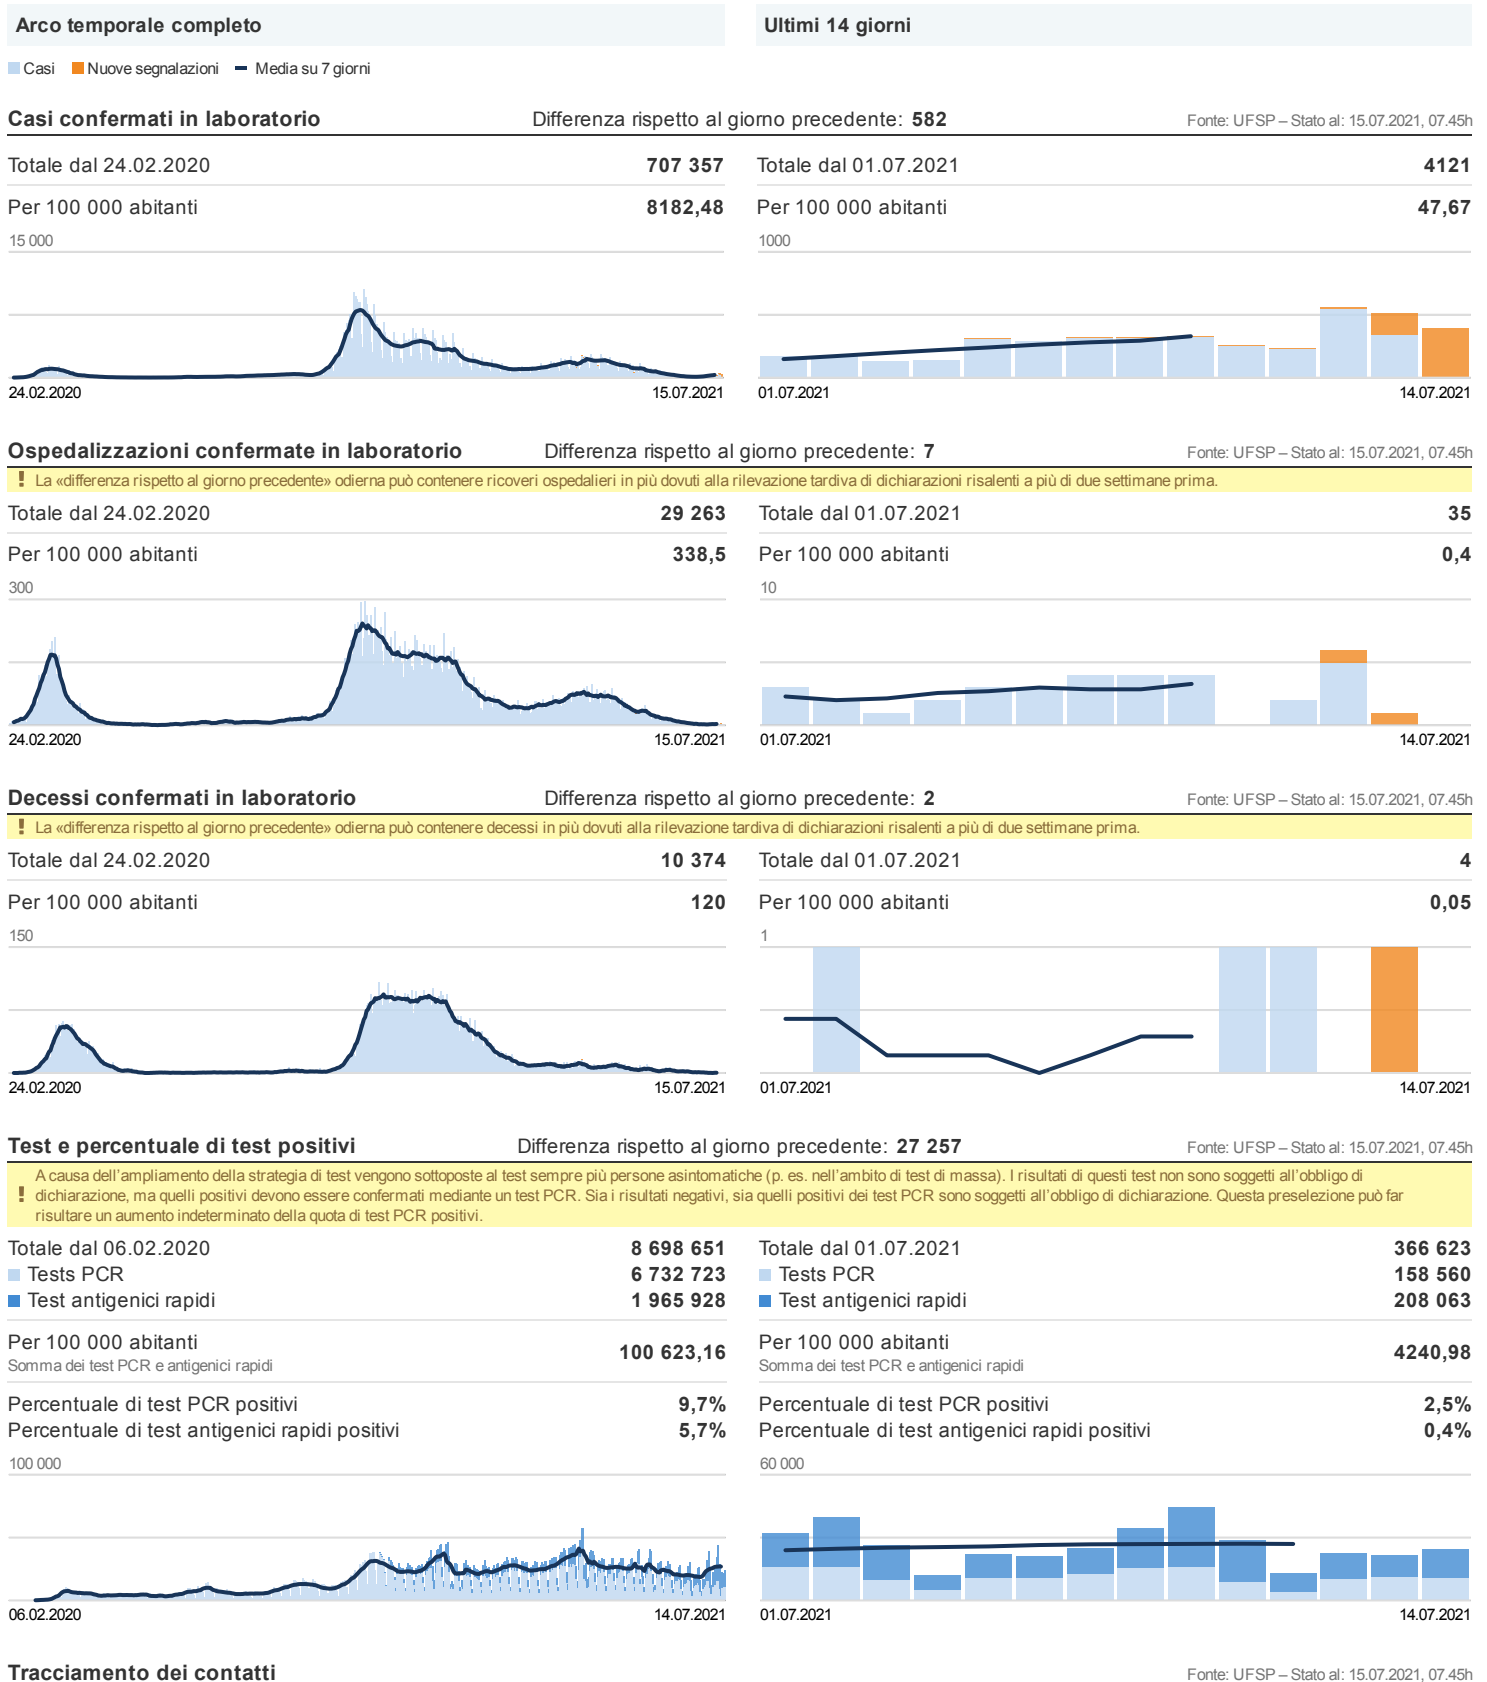 Arco temporale completo
Ultimi 14 giorni
Casi Nuove segnalazioni Media su 7 giorni
Casi confermati in laboratorio Differenza rispetto al giorno precedente: 582 Fonte: UFSP – Stato al: 15.07.2021, 07.45h
Totale dal 24.02.2020 707 357
Per 100 000 abitanti 8182,48
15 000
24.02.2020 15.07.2021
Totale dal 01.07.2021 4121
Per 100 000 abitanti 47,67
1000
01.07.2021 14.07.2021
Ospedalizzazioni confermate in laboratorio Differenza rispetto al giorno precedente: 7 Fonte: UFSP – Stato al: 15.07.2021, 07.45h
! La «differenza rispetto al giorno precedente» odierna può contenere ricoveri ospedalieri in più dovuti alla rilevazione tardiva di dichiarazioni risalenti a più di due settimane prima.
Totale dal 24.02.2020 29 263
Per 100 000 abitanti 338,5
300
24.02.2020 15.07.2021
Totale dal 01.07.2021 35
Per 100 000 abitanti 0,4
10
01.07.2021 14.07.2021
Decessi confermati in laboratorio Differenza rispetto al giorno precedente: 2 Fonte: UFSP – Stato al: 15.07.2021, 07.45h
! La «differenza rispetto al giorno precedente» odierna può contenere decessi in più dovuti alla rilevazione tardiva di dichiarazioni risalenti a più di due settimane prima.
Totale dal 24.02.2020 10 374
Per 100 000 abitanti 120
150
24.02.2020 15.07.2021
Totale dal 01.07.2021 4
Per 100 000 abitanti 0,05
1
01.07.2021 14.07.2021
Test e percentuale di test positivi Differenza rispetto al giorno precedente: 27 257 Fonte: UFSP – Stato al: 15.07.2021, 07.45h
A causa dell'ampliamento della strategia di test vengono sottoposte al test sempre più persone asintomatiche (p. es. nell'ambito di test di massa). I risultati di questi test non sono soggetti all'obbligo di
! dichiarazione, ma quelli positivi devono essere confermati mediante un test PCR. Sia i risultati negativi, sia quelli positivi dei test PCR sono soggetti all'obbligo di dichiarazione. Questa preselezione può far
risultare un aumento indeterminato della quota di test PCR positivi.
Totale dal 06.02.2020 8 698 651
Tests PCR 6 732 723
Test antigenici rapidi 1 965 928
Per 100 000 abitanti 100 623,16
Somma dei test PCR e antigenici rapidi
Percentuale di test PCR positivi 9,7%
Percentuale di test antigenici rapidi positivi 5,7%
100 000
06.02.2020 14.07.2021
Totale dal 01.07.2021 366 623
Tests PCR 158 560
Test antigenici rapidi 208 063
Per 100 000 abitanti 4240,98
Somma dei test PCR e antigenici rapidi
Percentuale di test PCR positivi 2,5%
Percentuale di test antigenici rapidi positivi 0,4%
60 000
01.07.2021 14.07.2021
Tracciamento dei contatti Fonte: UFSP – Stato al: 15.07.2021, 07.45h